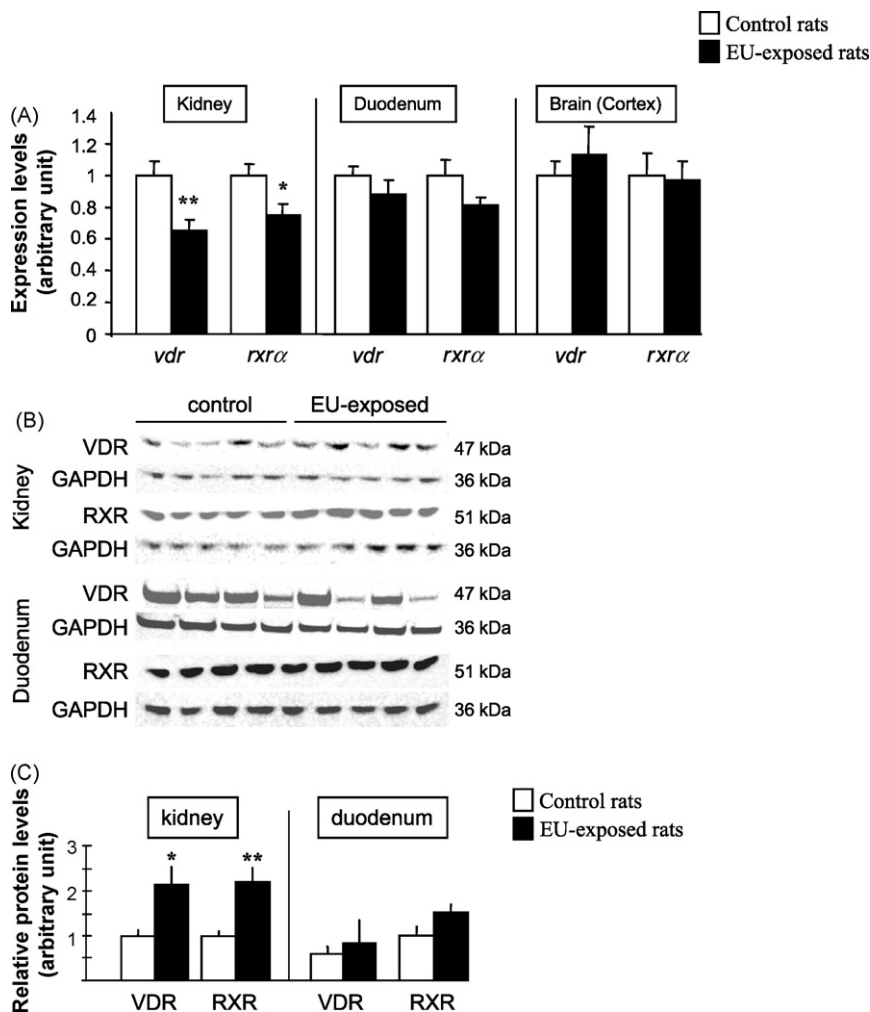 Control rats
EU-exposed rats
(A)
Kidney
Duodenum
Brain (Cortex)
Expression levels
(arbitrary unit)
1.4
1.2
1
0.8
0.6
0.4
0.2
0
**
*
vdr
rxrα
vdr
rxrα
vdr
rxrα
(B)
control
EU-exposed
Kidney
VDR
47 kDa
GAPDH
36 kDa
RXR
51 kDa
GAPDH
36 kDa
Duodenum
VDR
47 kDa
GAPDH
36 kDa
RXR
51 kDa
GAPDH
36 kDa
(C)
kidney
duodenum
Control rats
EU-exposed rats
Relative protein levels
(arbitrary unit)
3
2
1
*
**
VDR
RXR
VDR
RXR